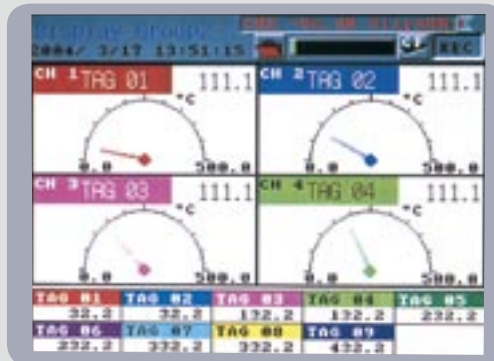 DISPLAY GROUP2
2004/ 3/17 13:51:15 REC
CH 1 TAG 01 111.1 CH 2 TAG 02 111.1
°C °C
0.0 500.0 0.0 500.0
CH 3 TAG 03 111.1 CH 4 TAG 04 111.1
°C °C
0.0 500.0 0.0 500.0
TAG 01 TAG 02 TAG 03 TAG 04 TAG 05
32.2 32.2 132.2 132.2 232.2
TAG 06 TAG 07 TAG 08 TAG 09
232.2 332.2 332.2 432.2